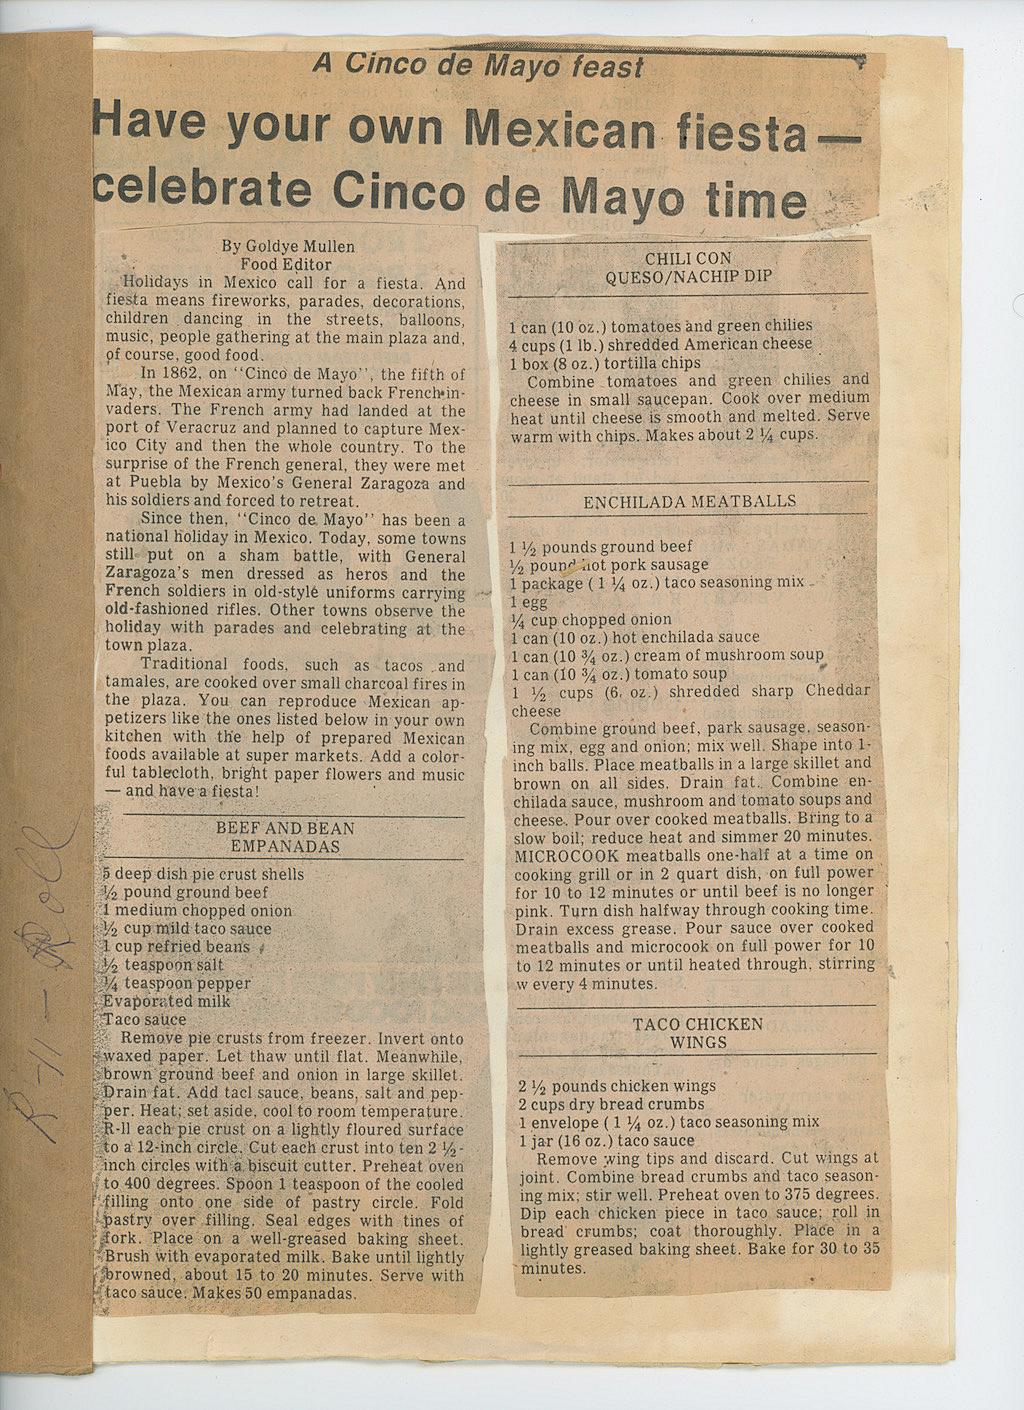 A Cinco de Mayo feast
Have your own Mexican fiesta —
celebrate Cinco de Mayo time
By Goldye Mullen
Food Editor
Holidays in Mexico call for a fiesta. And
fiesta means fireworks, parades, decorations,
children dancing in the streets, balloons,
music, people gathering at the main plaza and,
of course, good food.
In 1862, on "Cinco de Mayo", the fifth of
May, the Mexican army turned back French in-
vaders. The French army had landed at the
port of Veracruz and planned to capture Mex-
ico City and then the whole country. To the
surprise of the French general, they were met
at Puebla by Mexico's General Zaragoza and
his soldiers and forced to retreat.
Since then, "Cinco de Mayo" has been a
national holiday in Mexico. Today, some towns
still put on a sham battle, with General
Zaragoza's men dressed as heros and the
French soldiers in old-style uniforms carrying
old-fashioned rifles. Other towns observe the
holiday with parades and celebrating at the
town plaza.
Traditional foods, such as tacos and
tamales, are cooked over small charcoal fires in
the plaza. You can reproduce Mexican ap-
petizers like the ones listed below in your own
kitchen with the help of prepared Mexican
foods available at super markets. Add a color-
ful tablecloth, bright paper flowers and music
— and have a fiesta!
BEEF AND BEAN
EMPANADAS
5 deep dish pie crust shells
½ pound ground beef
1 medium chopped onion
½ cup mild taco sauce
1 cup refried beans
½ teaspoon salt
¼ teaspoon pepper
Evaporated milk
Taco sauce
Remove pie crusts from freezer. Invert onto
waxed paper. Let thaw until flat. Meanwhile,
brown ground beef and onion in large skillet.
Drain fat. Add tacl sauce, beans, salt and pep-
per. Heat; set aside, cool to room temperature.
R-ll each pie crust on a lightly floured surface
to a 12-inch circle. Cut each crust into ten 2 ½-
inch circles with a biscuit cutter. Preheat oven
to 400 degrees. Spoon 1 teaspoon of the cooled
filling onto one side of pastry circle. Fold
pastry over filling. Seal edges with tines of
fork. Place on a well-greased baking sheet.
Brush with evaporated milk. Bake until lightly
browned, about 15 to 20 minutes. Serve with
taco sauce. Makes 50 empanadas.
R-11 — Roll
CHILI CON
QUESO/NACHIP DIP
1 can (10 oz.) tomatoes and green chilies
4 cups (1 lb.) shredded American cheese
1 box (8 oz.) tortilla chips
Combine tomatoes and green chilies and
cheese in small saucepan. Cook over medium
heat until cheese is smooth and melted. Serve
warm with chips. Makes about 2 ¼ cups.
ENCHILADA MEATBALLS
1 ½ pounds ground beef
½ pound hot pork sausage
1 package ( 1 ¼ oz.) taco seasoning mix
1 egg
¼ cup chopped onion
1 can (10 oz.) hot enchilada sauce
1 can (10 ¾ oz.) cream of mushroom soup
1 can (10 ¾ oz.) tomato soup
1 ½ cups (6 oz.) shredded sharp Cheddar
cheese
Combine ground beef, park sausage, season-
ing mix, egg and onion; mix well. Shape into 1-
inch balls. Place meatballs in a large skillet and
brown on all sides. Drain fat. Combine en-
chilada sauce, mushroom and tomato soups and
cheese. Pour over cooked meatballs. Bring to a
slow boil; reduce heat and simmer 20 minutes.
MICROCOOK meatballs one-half at a time on
cooking grill or in 2 quart dish, on full power
for 10 to 12 minutes or until beef is no longer
pink. Turn dish halfway through cooking time.
Drain excess grease. Pour sauce over cooked
meatballs and microcook on full power for 10
to 12 minutes or until heated through, stirring
w every 4 minutes.
TACO CHICKEN
WINGS
2 ½ pounds chicken wings
2 cups dry bread crumbs
1 envelope ( 1 ¼ oz.) taco seasoning mix
1 jar (16 oz.) taco sauce
Remove wing tips and discard. Cut wings at
joint. Combine bread crumbs and taco season-
ing mix; stir well. Preheat oven to 375 degrees.
Dip each chicken piece in taco sauce; roll in
bread crumbs; coat thoroughly. Place in a
lightly greased baking sheet. Bake for 30 to 35
minutes.